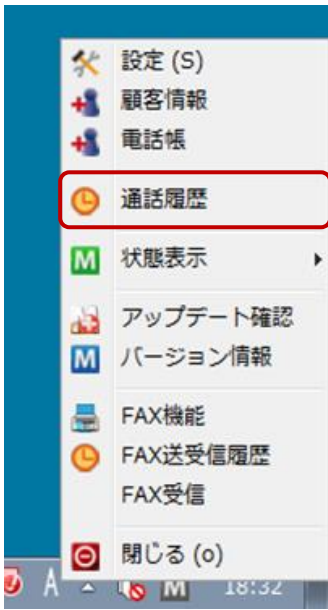 設定 (S)
顧客情報
電話帳
通話履歴
状態表示
アップデート確認
バージョン情報
FAX機能
FAX送受信履歴
FAX受信
閉じる (o)
A
M
18:32